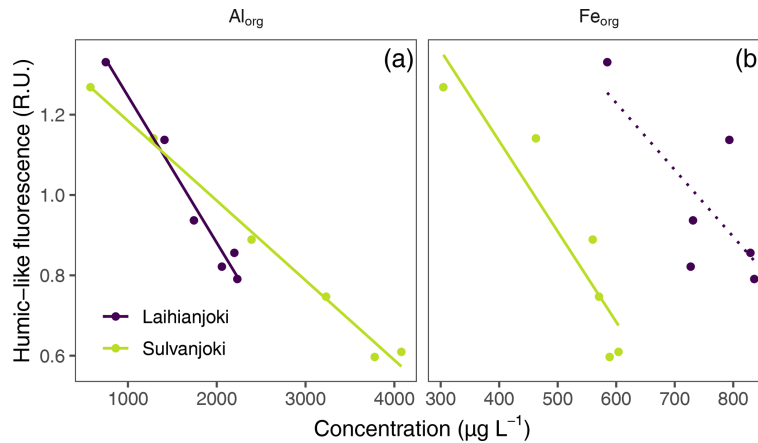 Al_org Fe_org
(a) (b)
Humic−like fluorescence (R.U.)
1.2
1.0
0.8
0.6
Laihianjoki
Sulvanjoki
1000 2000 3000 4000 300 400 500 600 700 800
Concentration (µg L⁻¹)